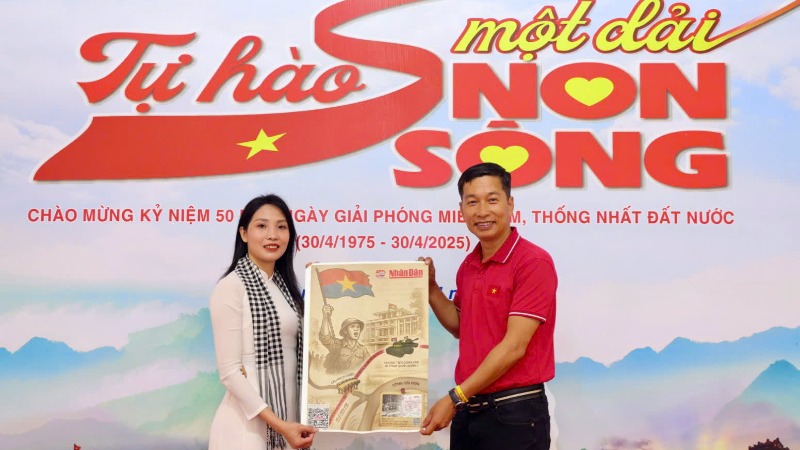 Tự hào một dải
NON
SÔNG
CHÀO MỪNG KỶ NIỆM 50 NGÀY GIẢI PHÓNG MIỀ M, THỐNG NHẤT ĐẤT NƯỚC
(30/4/1975 - 30/4/2025)
Nhân Dân